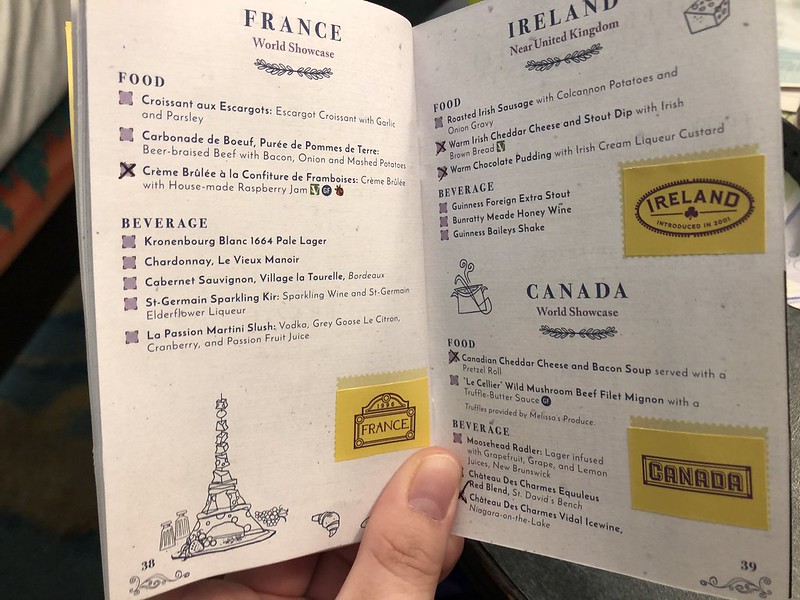 FRANCE
World Showcase
FOOD
Croissant aux Escargots: Escargot Croissant with Garlic
and Parsley
Carbonade de Boeuf, Purée de Pommes de Terre:
Beer-braised Beef with Bacon, Onion and Mashed Potatoes
Crème Brûlée à la Confiture de Framboises: Crème Brûlée
with House-made Raspberry Jam V GF
BEVERAGE
Kronenbourg Blanc 1664 Pale Lager
Chardonnay, Le Vieux Manoir
Cabernet Sauvignon, Village la Tourelle, Bordeaux
St-Germain Sparkling Kir: Sparkling Wine and St-Germain
Elderflower Liqueur
La Passion Martini Slush: Vodka, Grey Goose Le Citron,
Cranberry, and Passion Fruit Juice
1996
FRANCE
38
IRELAND
Near United Kingdom
FOOD
Roasted Irish Sausage with Colcannon Potatoes and
Onion Gravy
Warm Irish Cheddar Cheese and Stout Dip with Irish
Brown Bread V
Warm Chocolate Pudding with Irish Cream Liqueur Custard
BEVERAGE
Guinness Foreign Extra Stout
Bunratty Meade Honey Wine
Guinness Baileys Shake
IRELAND
INTRODUCED IN 2001
CANADA
World Showcase
FOOD
Canadian Cheddar Cheese and Bacon Soup served with a
Pretzel Roll
'Le Cellier' Wild Mushroom Beef Filet Mignon with a
Truffle-Butter Sauce GF
Truffles provided by Melissa's Produce.
BEVERAGE
Moosehead Radler: Lager infused
with Grapefruit, Grape, and Lemon
Juices, New Brunswick
Château Des Charmes Equuleus
Red Blend, St. David's Bench
Château Des Charmes Vidal Icewine,
Niagara-on-the-Lake
CANADA
39